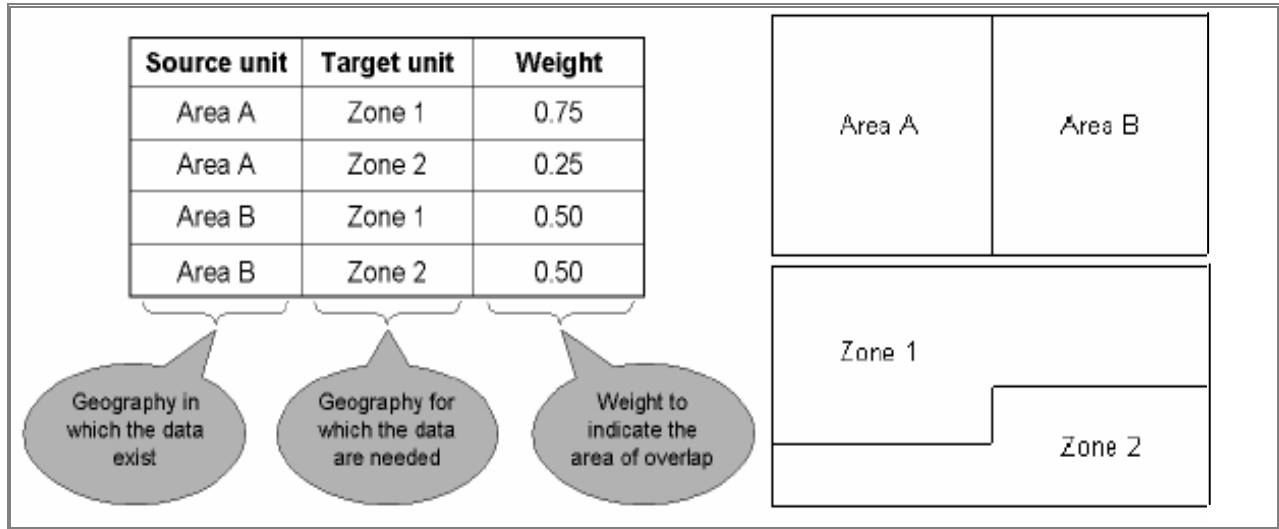 Source unit Target unit Weight
Area A Zone 1 0.75
Area A Zone 2 0.25
Area B Zone 1 0.50
Area B Zone 2 0.50
Geography in
which the data
exist
Geography for
which the data
are needed
Weight to
indicate the
area of overlap
Area A
Area B
Zone 1
Zone 2